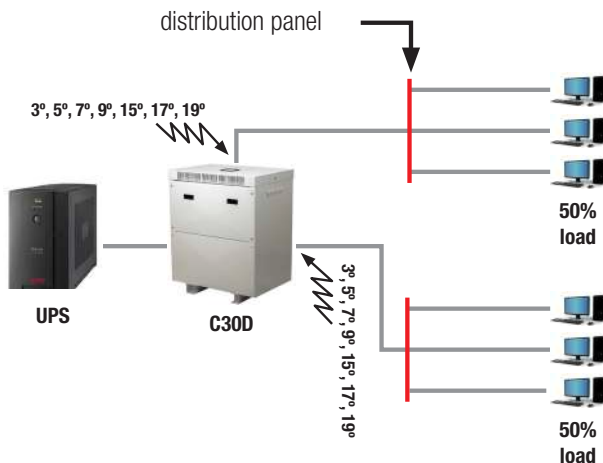 distribution panel
3º, 5º, 7º, 9º, 15º, 17º, 19º
50%
load
UPS
C30D
3º, 5º, 7º, 9º, 15º, 17º, 19º
50%
load